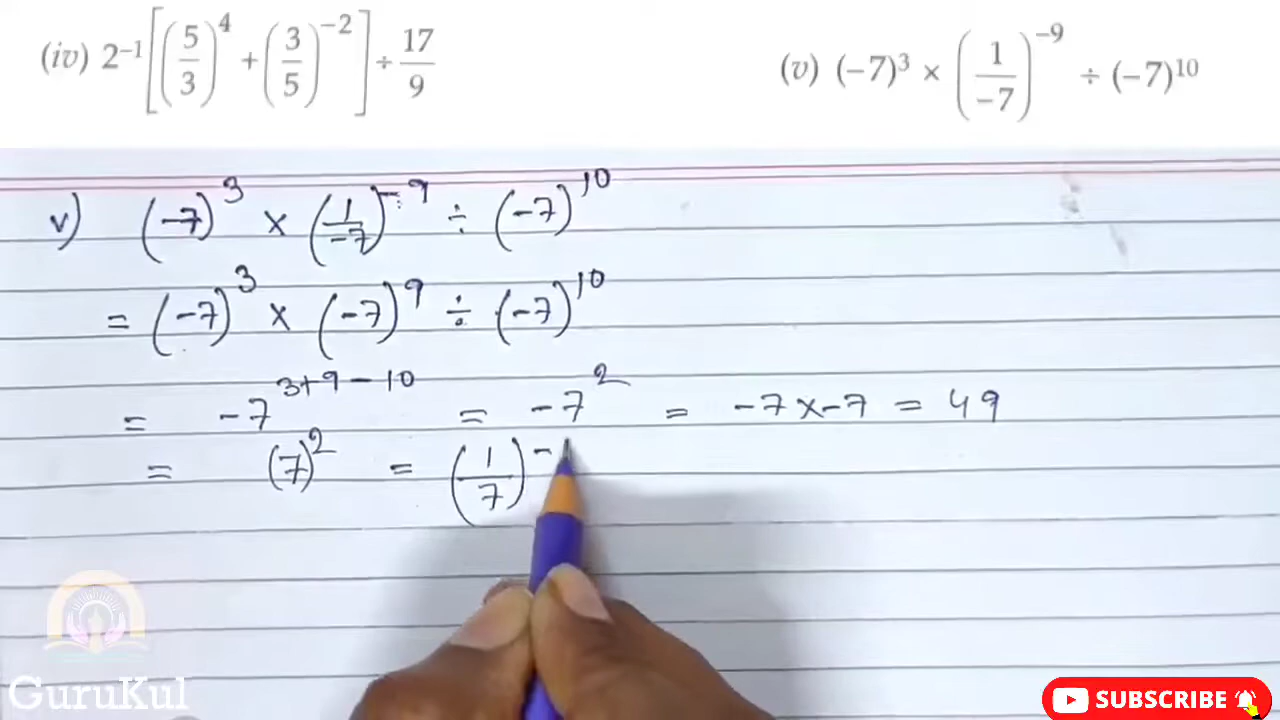 (iv) 2⁻¹[(5/3)⁴ + (3/5)⁻²] ÷ 17/9
(v) (−7)³ × (1/−7)⁻⁹ ÷ (−7)¹⁰
v) (-7)³ × (1/-7)⁻⁹ ÷ (-7)¹⁰
= (-7)³ × (-7)⁹ ÷ (-7)¹⁰
= -7³⁺⁹⁻¹⁰ = -7² = -7×-7 = 49
= (7)² = (1/7)⁻
GuruKul
SUBSCRIBE